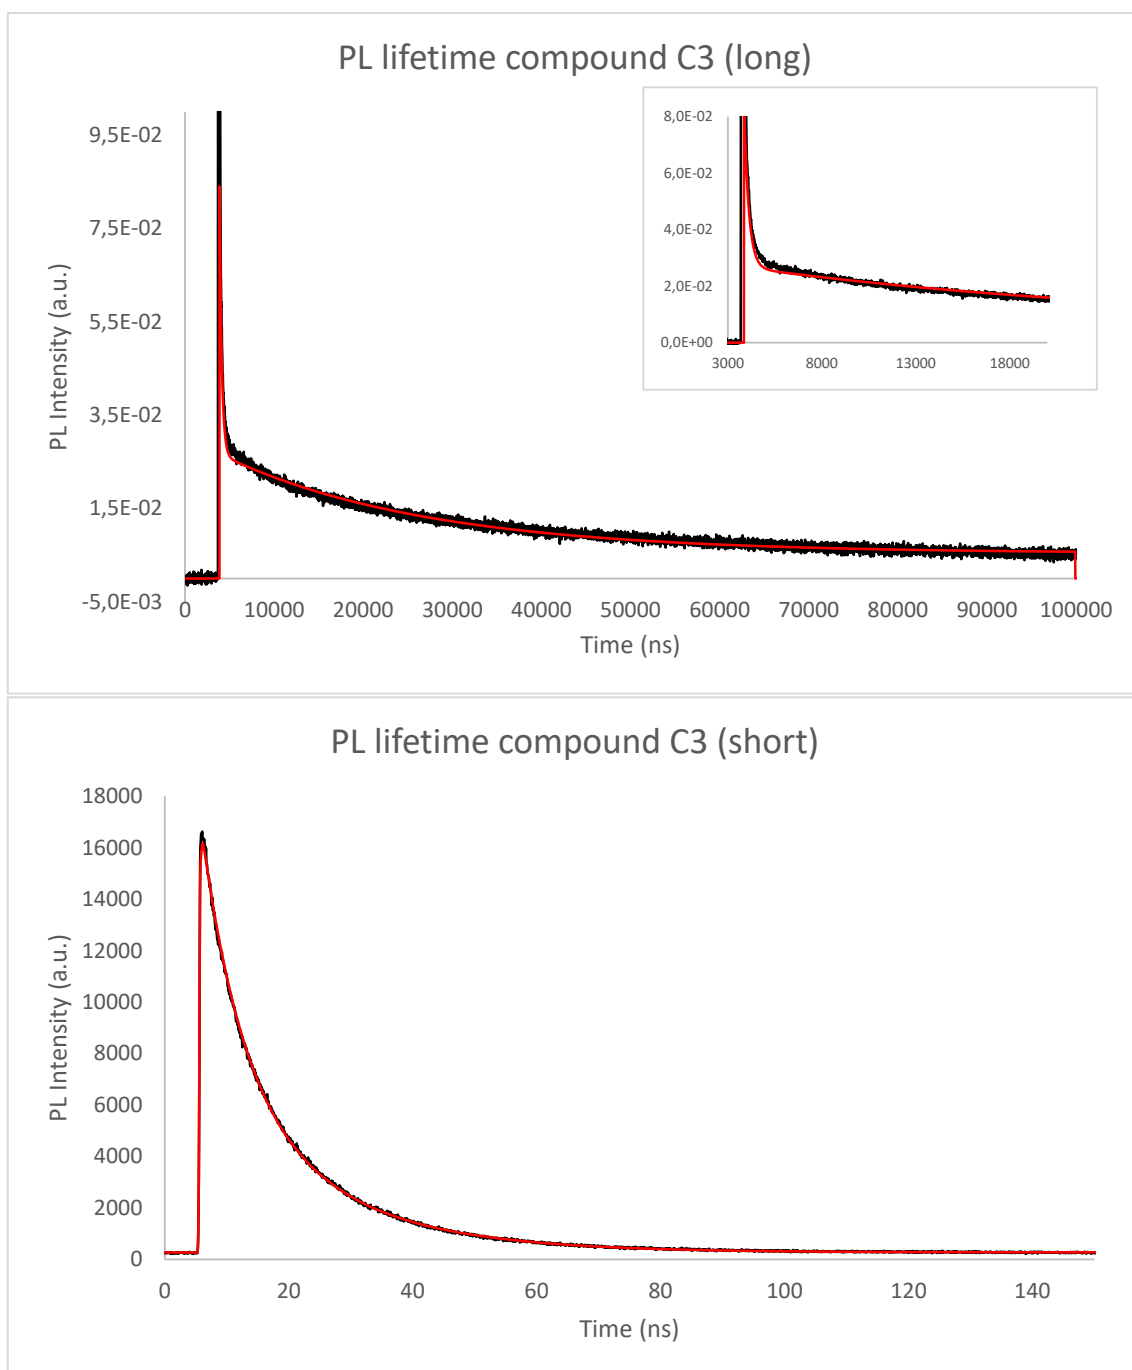 PL lifetime compound C3 (long)
9,5E-02
7,5E-02
5,5E-02
3,5E-02
1,5E-02
-5,0E-03
PL Intensity (a.u.)
0 10000 20000 30000 40000 50000 60000 70000 80000 90000 100000
Time (ns)
8,0E-02
6,0E-02
4,0E-02
2,0E-02
0,0E+00
3000 8000 13000 18000
PL lifetime compound C3 (short)
18000
16000
14000
12000
10000
8000
6000
4000
2000
0
PL Intensity (a.u.)
0 20 40 60 80 100 120 140
Time (ns)